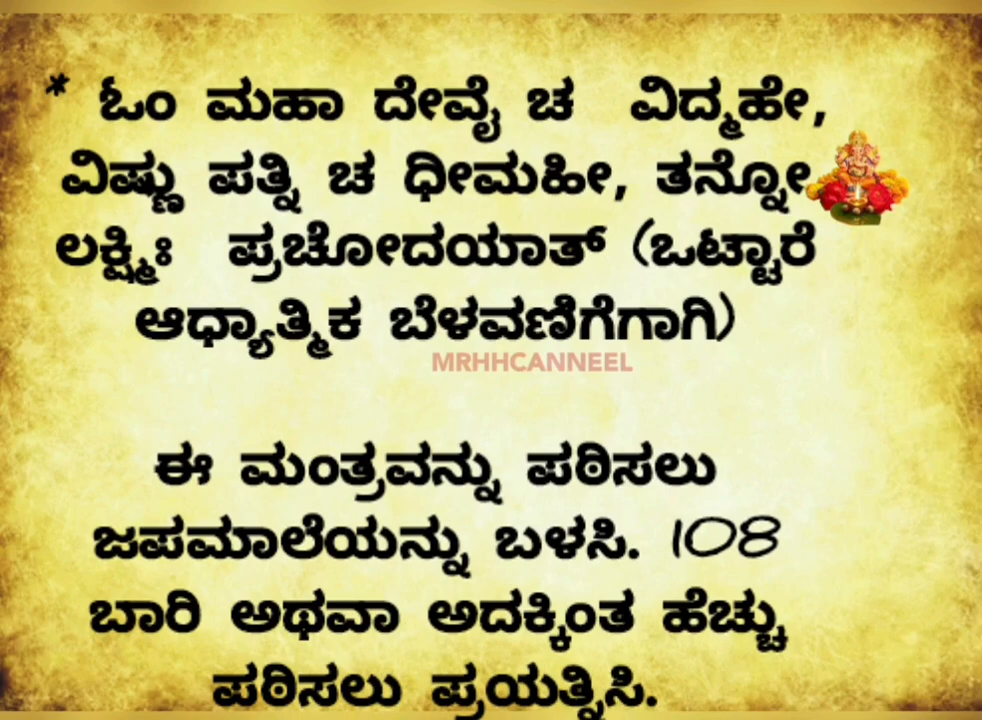 * ಓಂ ಮಹಾ ದೇವೈ ಚ ವಿದ್ಮಹೇ,
ವಿಷ್ಣು ಪತ್ನಿ ಚ ಧೀಮಹೀ, ತನ್ನೋ
ಲಕ್ಷ್ಮಿಃ ಪ್ರಚೋದಯಾತ್ (ಒಟ್ಟಾರೆ
ಆಧ್ಯಾತ್ಮಿಕ ಬೆಳವಣಿಗೆಗಾಗಿ)
MRHHCANNEEL
ಈ ಮಂತ್ರವನ್ನು ಪಠಿಸಲು
ಜಪಮಾಲೆಯನ್ನು ಬಳಸಿ. 108
ಬಾರಿ ಅಥವಾ ಅದಕ್ಕಿಂತ ಹೆಚ್ಚು
ಪಠಿಸಲು ಪ್ರಯತ್ನಿಸಿ.